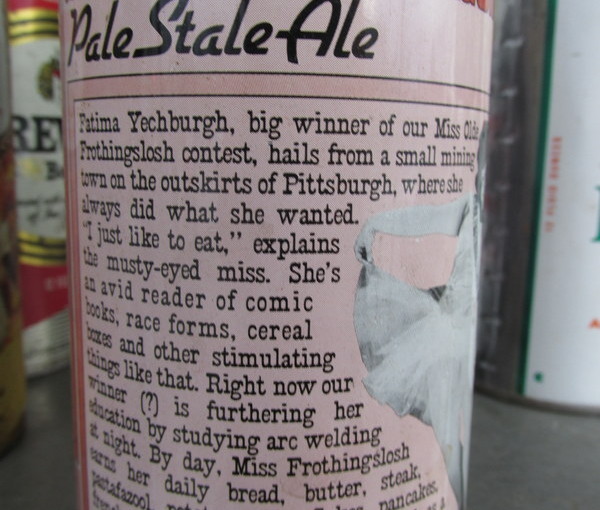 Pale Stale Ale
Fatima Yechburgh, big winner of our Miss Olde
Frothingslosh contest, hails from a small mining
town on the outskirts of Pittsburgh, where she
always did what she wanted.
"I just like to eat," explains
the musty-eyed miss. She's
an avid reader of comic
books, race forms, cereal
boxes and other stimulating
things like that. Right now our
winner (?) is furthering her
education by studying arc welding
at night. By day, Miss Frothingslosh
earns her daily bread, butter, steak,
pastafazool, pancakes,